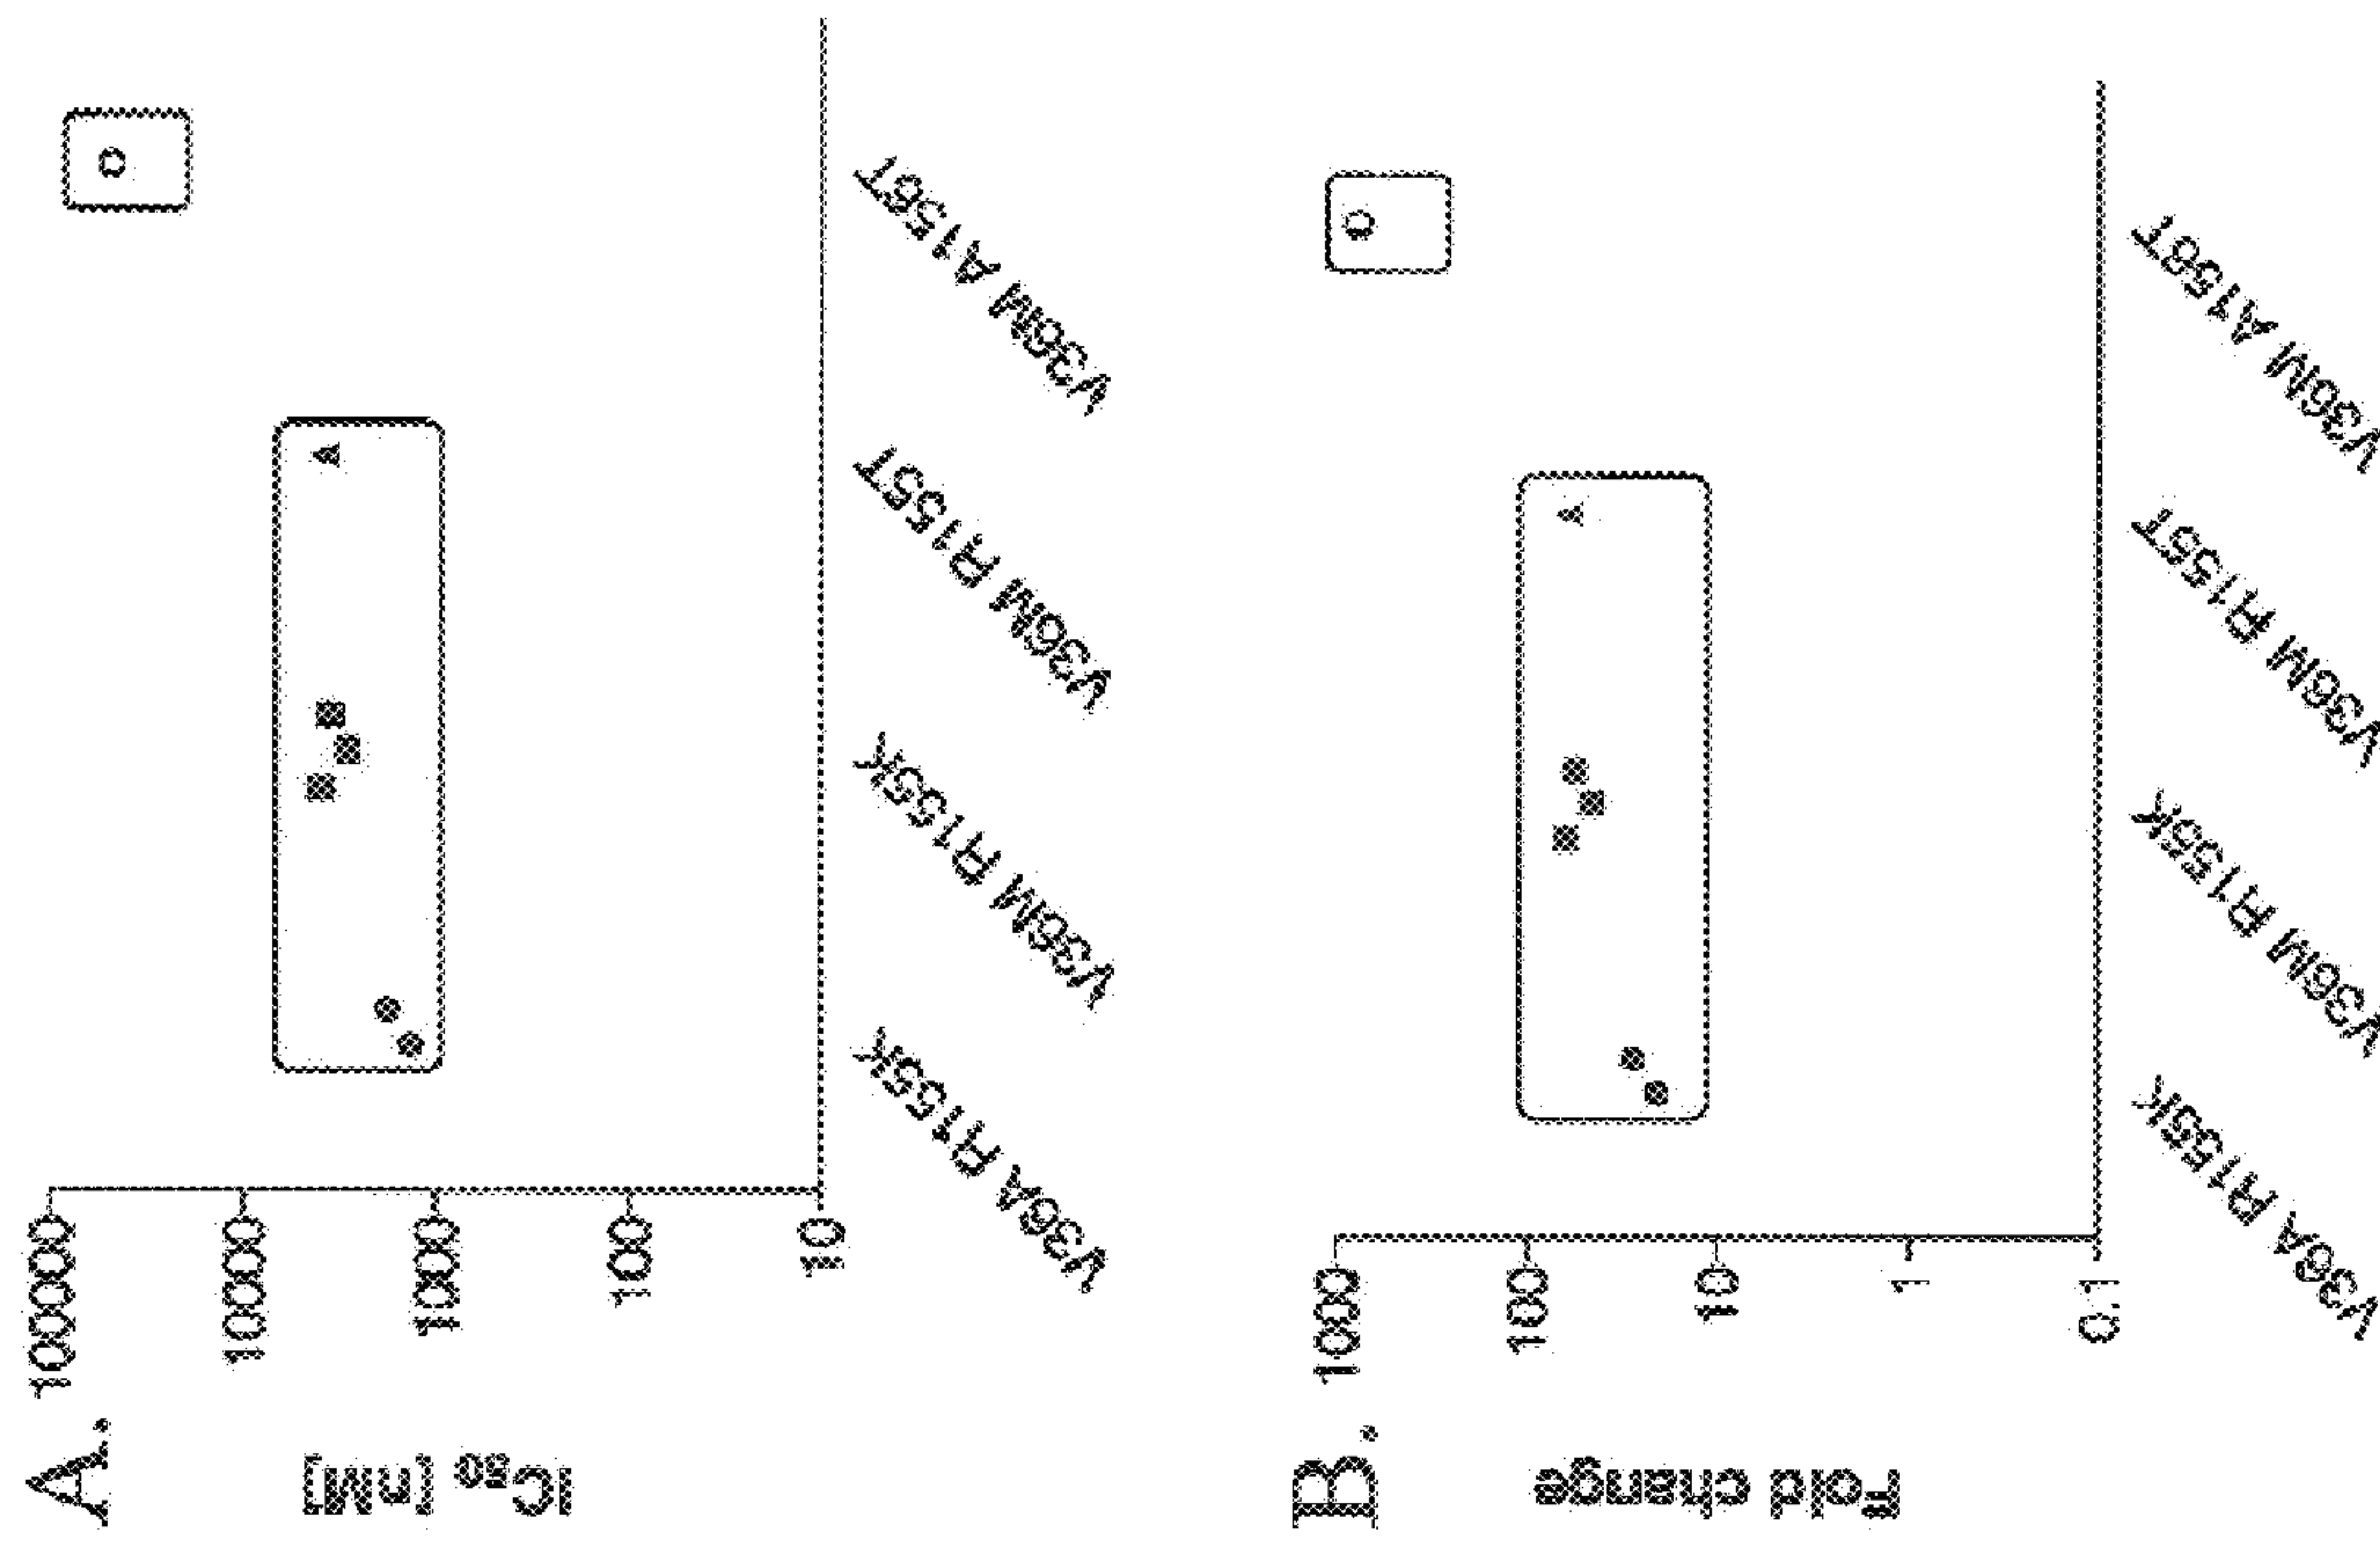 A.
IC50 [nM]
100000
10000
1000
100
10
V36A R155K
V36M R155K
V36M R155T
V36M A156T
B.
Fold change
1000
100
10
1
0.1
V36A R155K
V36M R155K
V36M R155T
V36M A156T